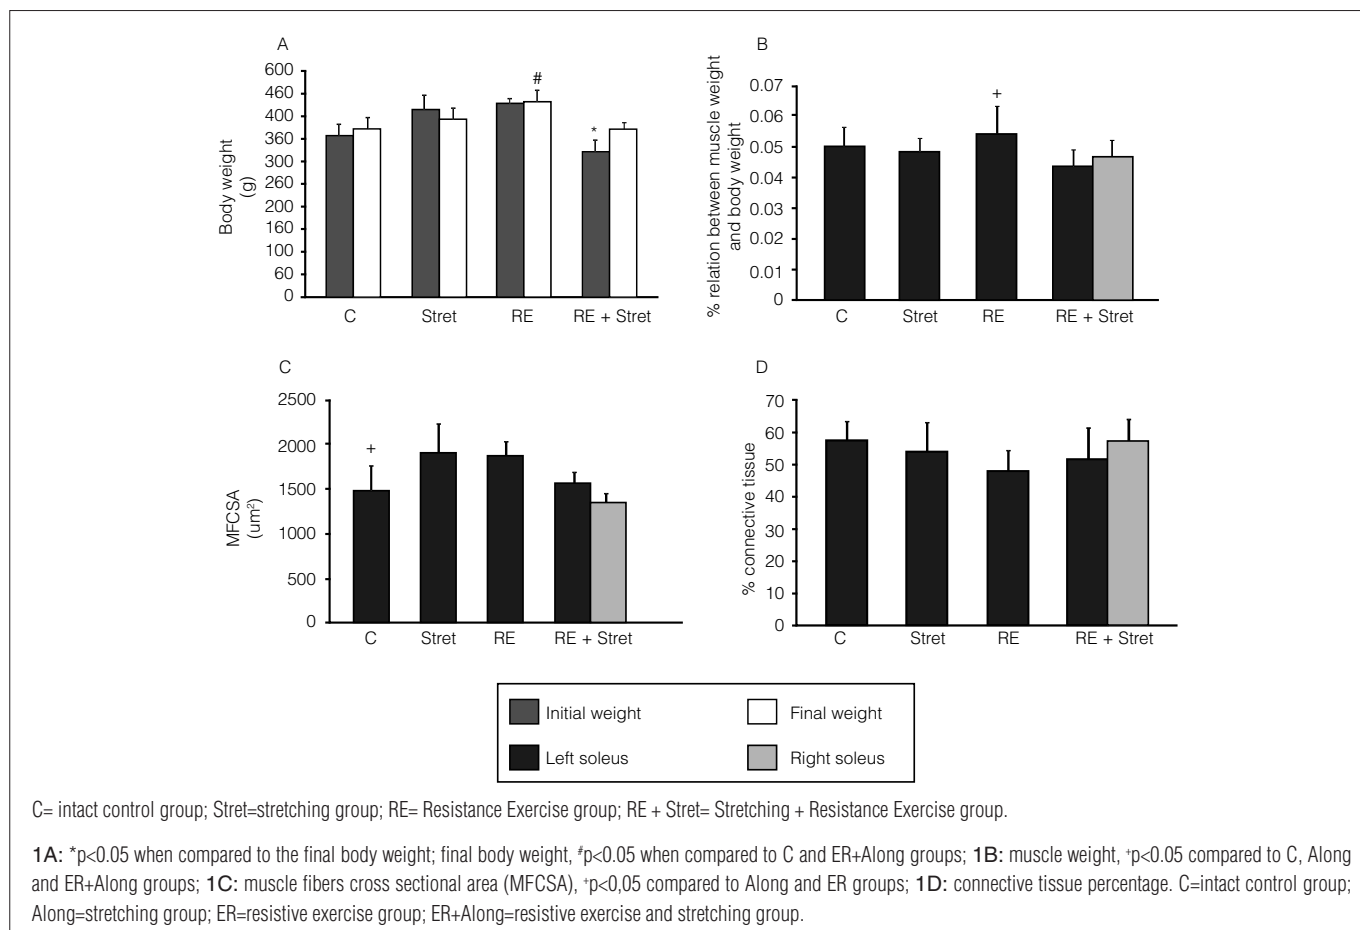 A
600
460
400
360
300
260
200
160
100
60
0
Body weight
(g)
#
*
C Stret RE RE + Stret
B
0.07
0.06
0.05
0.04
0.03
0.02
0.01
0
% relation between muscle weight
and body weight
+
C Stret RE RE + Stret
C
2500
2000
1500
1000
500
0
MFCSA
(um²)
+
C Stret RE RE + Stret
D
70
60
50
40
30
20
10
0
% connective tissue
C Stret RE RE + Stret
Initial weight Final weight
Left soleus Right soleus
C= intact control group; Stret=stretching group; RE= Resistance Exercise group; RE + Stret= Stretching + Resistance Exercise group.
1A: *p<0.05 when compared to the final body weight; final body weight, #p<0.05 when compared to C and ER+Along groups; 1B: muscle weight, +p<0.05 compared to C, Along
and ER+Along groups; 1C: muscle fibers cross sectional area (MFCSA), +p<0,05 compared to Along and ER groups; 1D: connective tissue percentage. C=intact control group;
Along=stretching group; ER=resistive exercise group; ER+Along=resistive exercise and stretching group.